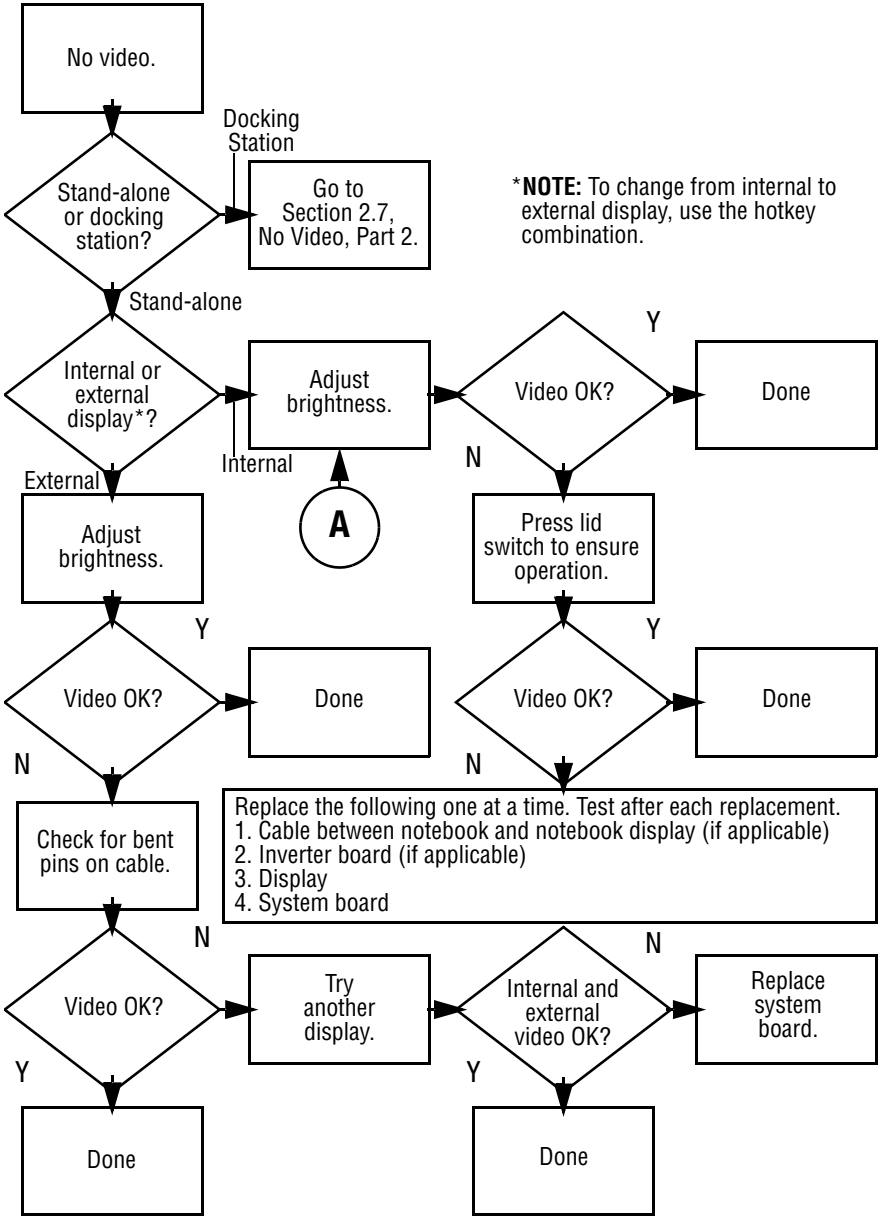 No video.
Docking
Station
Stand-alone
or docking
station?
Go to
Section 2.7,
No Video, Part 2.
*NOTE: To change from internal to
external display, use the hotkey
combination.
Stand-alone
Internal or
external
display*?
Internal
Adjust
brightness.
A
Video OK?
Y
Done
N
Press lid
switch to ensure
operation.
Video OK?
Y
Done
N
Replace the following one at a time. Test after each replacement.
1. Cable between notebook and notebook display (if applicable)
2. Inverter board (if applicable)
3. Display
4. System board
External
Adjust
brightness.
Video OK?
Y
Done
N
Check for bent
pins on cable.
Video OK?
N
Try
another
display.
Internal and
external
video OK?
N
Replace
system
board.
Y
Done
Y
Done